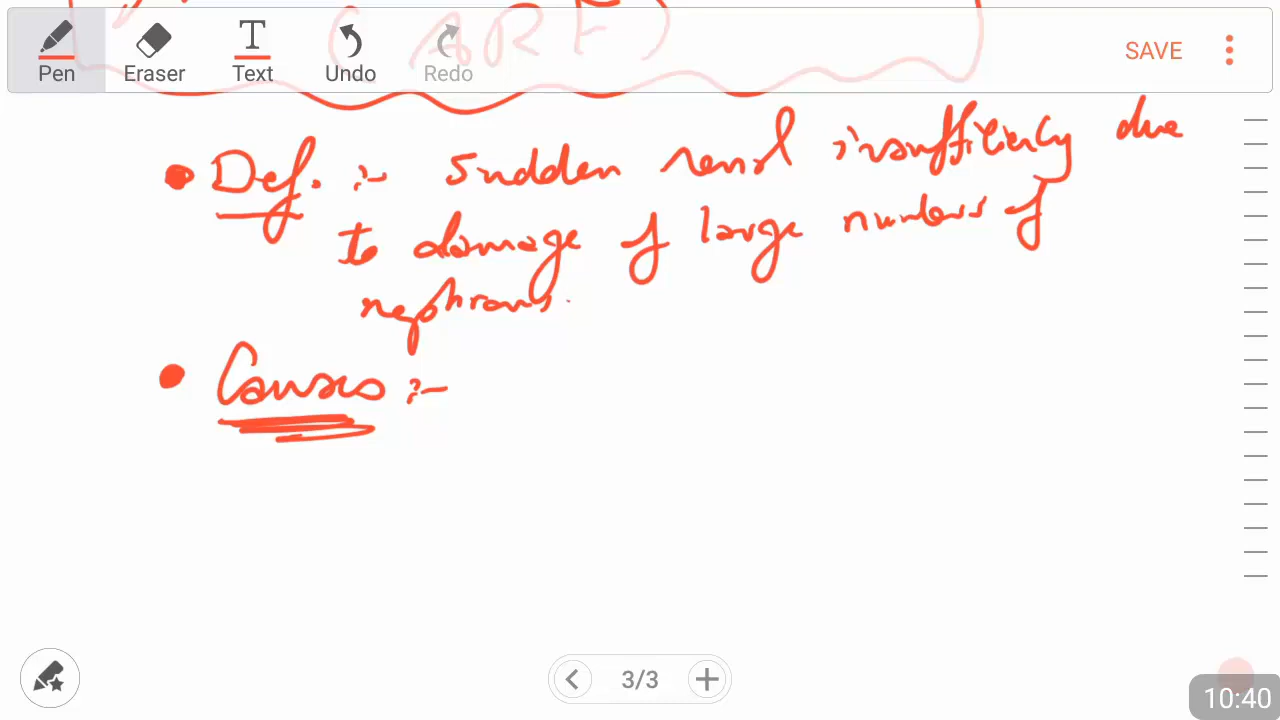 (ARF)
Pen Eraser Text Undo Redo SAVE
• Def. :- Sudden renal insufficiency due
to damage of large numbers of
nephrons.
• Causes :-
3/3
10:40